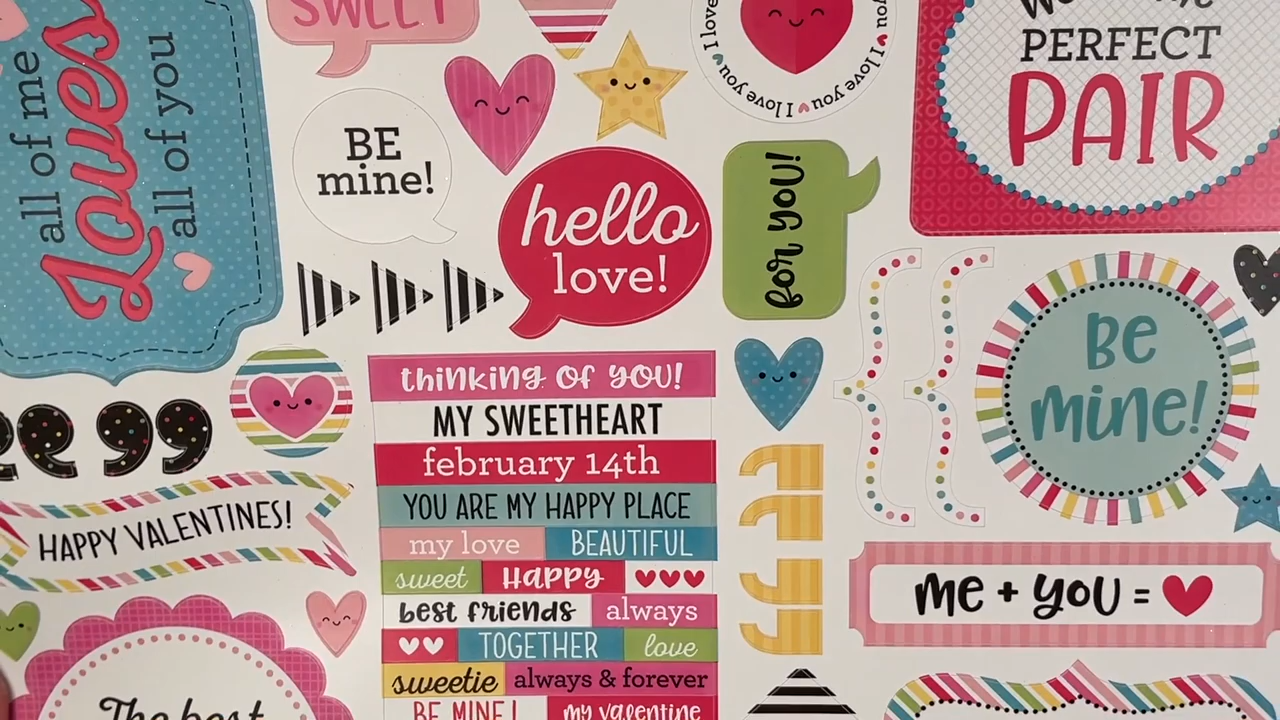 SWEET
all of me
Loves
all of you
BE
mine!
hello
love!
I love you I love you I love you
for you!
PERFECT
PAIR
Be
mine!
thinking of you!
MY SWEETHEART
february 14th
YOU ARE MY HAPPY PLACE
my love
BEAUTIFUL
sweet
Happy
best friends
always
TOGETHER
love
sweetie
always & forever
BE MINE!
my valentine
HAPPY VALENTINES!
me + you =
The best